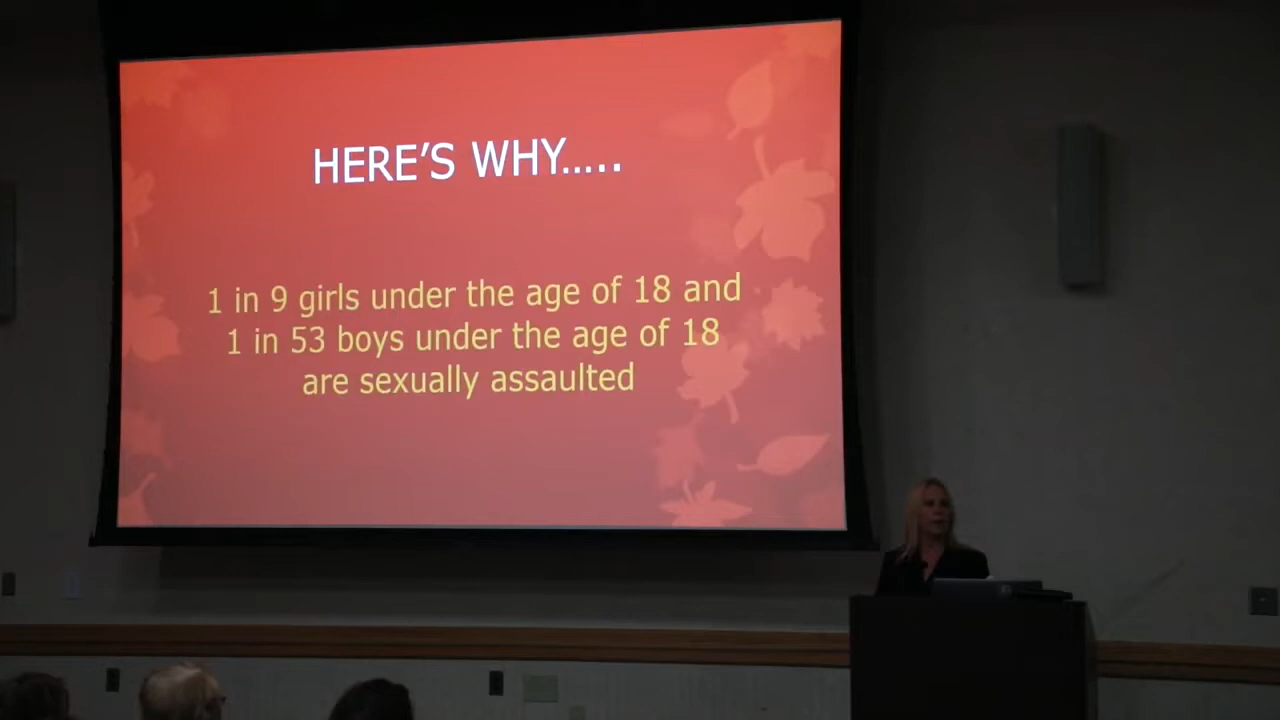 HERE'S WHY.....
1 in 9 girls under the age of 18 and
1 in 53 boys under the age of 18
are sexually assaulted